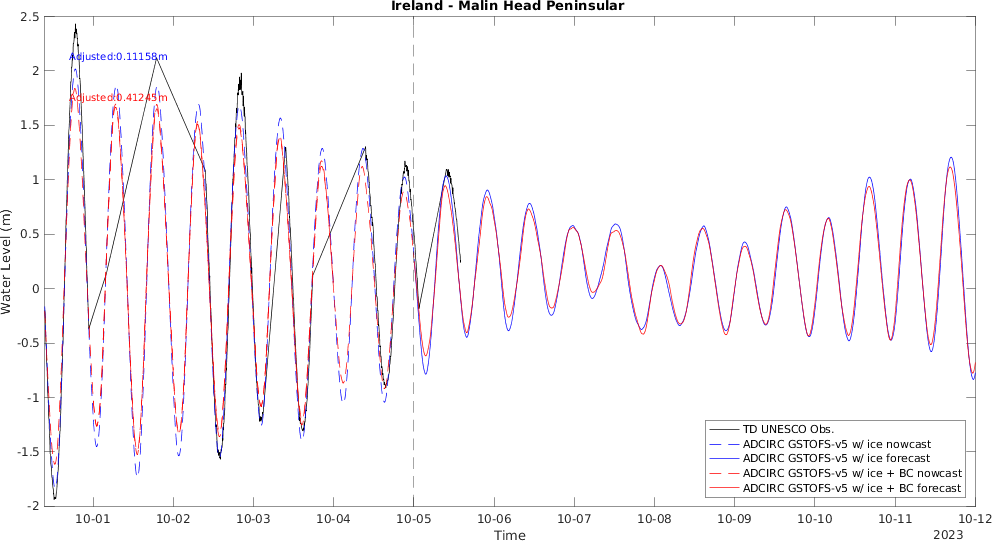 Ireland - Malin Head Peninsular
2.5
2
1.5
1
0.5
0
-0.5
-1
-1.5
-2
Water Level (m)
Adjusted:0.11158m
Adjusted:0.41245m
TD UNESCO Obs.
ADCIRC GSTOFS-v5 w/ ice nowcast
ADCIRC GSTOFS-v5 w/ ice forecast
ADCIRC GSTOFS-v5 w/ ice + BC nowcast
ADCIRC GSTOFS-v5 w/ ice + BC forecast
10-01 10-02 10-03 10-04 10-05 10-06 10-07 10-08 10-09 10-10 10-11 10-12
Time
2023